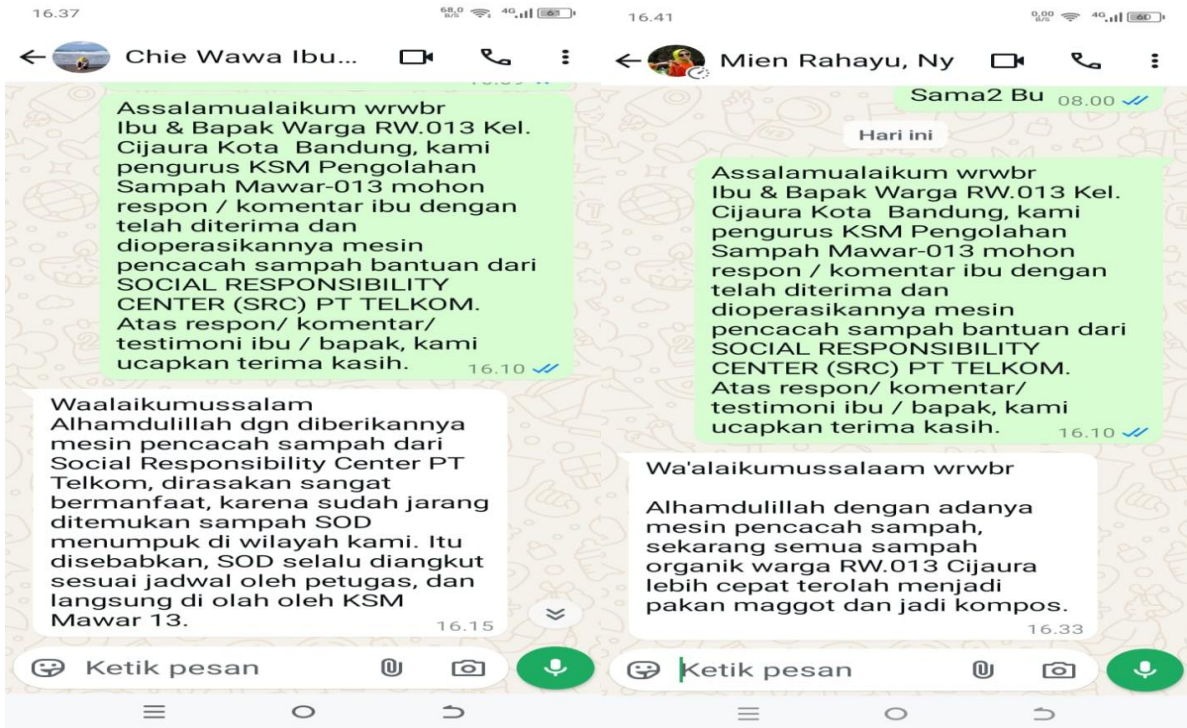 16.37
68,0 B/s 4G 61
Chie Wawa Ibu...
Assalamualaikum wrwbr
Ibu & Bapak Warga RW.013 Kel.
Cijaura Kota Bandung, kami
pengurus KSM Pengolahan
Sampah Mawar-013 mohon
respon / komentar ibu dengan
telah diterima dan
dioperasikannya mesin
pencacah sampah bantuan dari
SOCIAL RESPONSIBILITY
CENTER (SRC) PT TELKOM.
Atas respon/ komentar/
testimoni ibu / bapak, kami
ucapkan terima kasih.
16.10
Waalaikumussalam
Alhamdulillah dgn diberikannya
mesin pencacah sampah dari
Social Responsibility Center PT
Telkom, dirasakan sangat
bermanfaat, karena sudah jarang
ditemukan sampah SOD
menumpuk di wilayah kami. Itu
disebabkan, SOD selalu diangkut
sesuai jadwal oleh petugas, dan
langsung di olah oleh KSM
Mawar 13.
16.15
Ketik pesan
16.41
0,00 B/s 4G 60
Mien Rahayu, Ny
Sama2 Bu 08.00
Hari ini
Assalamualaikum wrwbr
Ibu & Bapak Warga RW.013 Kel.
Cijaura Kota Bandung, kami
pengurus KSM Pengolahan
Sampah Mawar-013 mohon
respon / komentar ibu dengan
telah diterima dan
dioperasikannya mesin
pencacah sampah bantuan dari
SOCIAL RESPONSIBILITY
CENTER (SRC) PT TELKOM.
Atas respon/ komentar/
testimoni ibu / bapak, kami
ucapkan terima kasih.
16.10
Wa'alaikumussalaam wrwbr
Alhamdulillah dengan adanya
mesin pencacah sampah,
sekarang semua sampah
organik warga RW.013 Cijaura
lebih cepat terolah menjadi
pakan maggot dan jadi kompos.
16.33
Ketik pesan